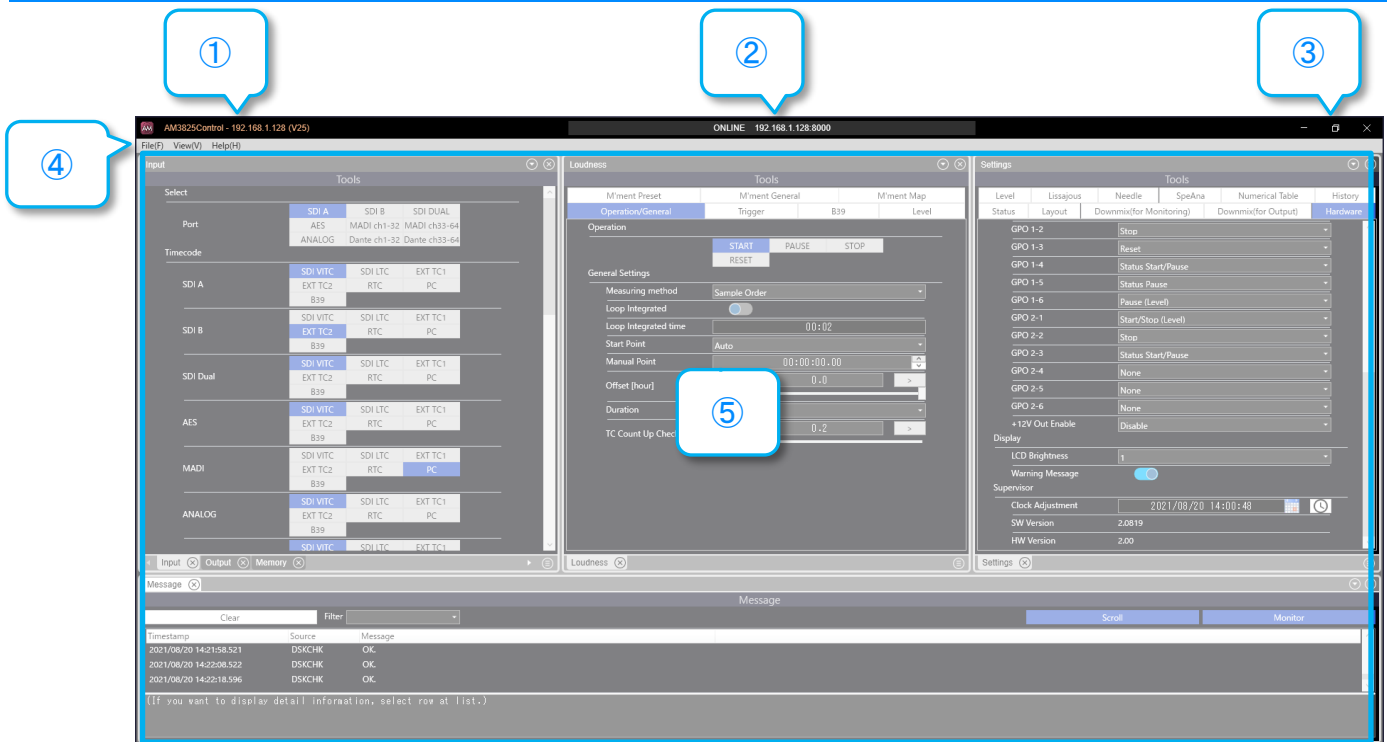 ①
②
③
④
⑤
AM3825Control - 192.168.1.128 (V25)
ONLINE 192.168.1.128:8000
File(F) View(V) Help(H)
Input
Tools
Select
Port
SDI A SDI B SDI DUAL
AES MADI ch1-32 MADI ch33-64
ANALOG Dante ch1-32 Dante ch33-64
Timecode
SDI A
SDI VITC SDI LTC EXT TC1
EXT TC2 RTC PC
B39
SDI B
SDI VITC SDI LTC EXT TC1
EXT TC2 RTC PC
B39
SDI Dual
SDI VITC SDI LTC EXT TC1
EXT TC2 RTC PC
B39
AES
SDI VITC SDI LTC EXT TC1
EXT TC2 RTC PC
B39
MADI
SDI VITC SDI LTC EXT TC1
EXT TC2 RTC PC
B39
ANALOG
SDI VITC SDI LTC EXT TC1
EXT TC2 RTC PC
B39
SDI VITC SDI LTC EXT TC1
Input Output Memory
Loudness
Tools
M'ment Preset M'ment General M'ment Map
Operation/General Trigger B39 Level
Operation
START PAUSE STOP
RESET
General Settings
Measuring method Sample Order
Loop Integrated
Loop Integrated time 00:02
Start Point Auto
Manual Point 00:00:00.00
Offset [hour] 0.0 >
Duration
TC Count Up Check 0.2 >
Loudness
Settings
Tools
Level Lissajous Needle SpeAna Numerical Table History
Status Layout Downmix(for Monitoring) Downmix(for Output) Hardware
GPO 1-2 Stop
GPO 1-3 Reset
GPO 1-4 Status Start/Pause
GPO 1-5 Status Pause
GPO 1-6 Pause (Level)
GPO 2-1 Start/Stop (Level)
GPO 2-2 Stop
GPO 2-3 Status Start/Pause
GPO 2-4 None
GPO 2-5 None
GPO 2-6 None
+12V Out Enable Disable
Display
LCD Brightness 1
Warning Message
Supervisor
Clock Adjustment 2021/08/20 14:00:48
SW Version 2.0819
HW Version 2.00
Settings
Message
Message
Clear Filter Scroll Monitor
Timestamp Source Message
2021/08/20 14:21:58.521 DSKCHK OK.
2021/08/20 14:22:08.522 DSKCHK OK.
2021/08/20 14:22:18.596 DSKCHK OK.
(If you want to display detail information, select row at list.)